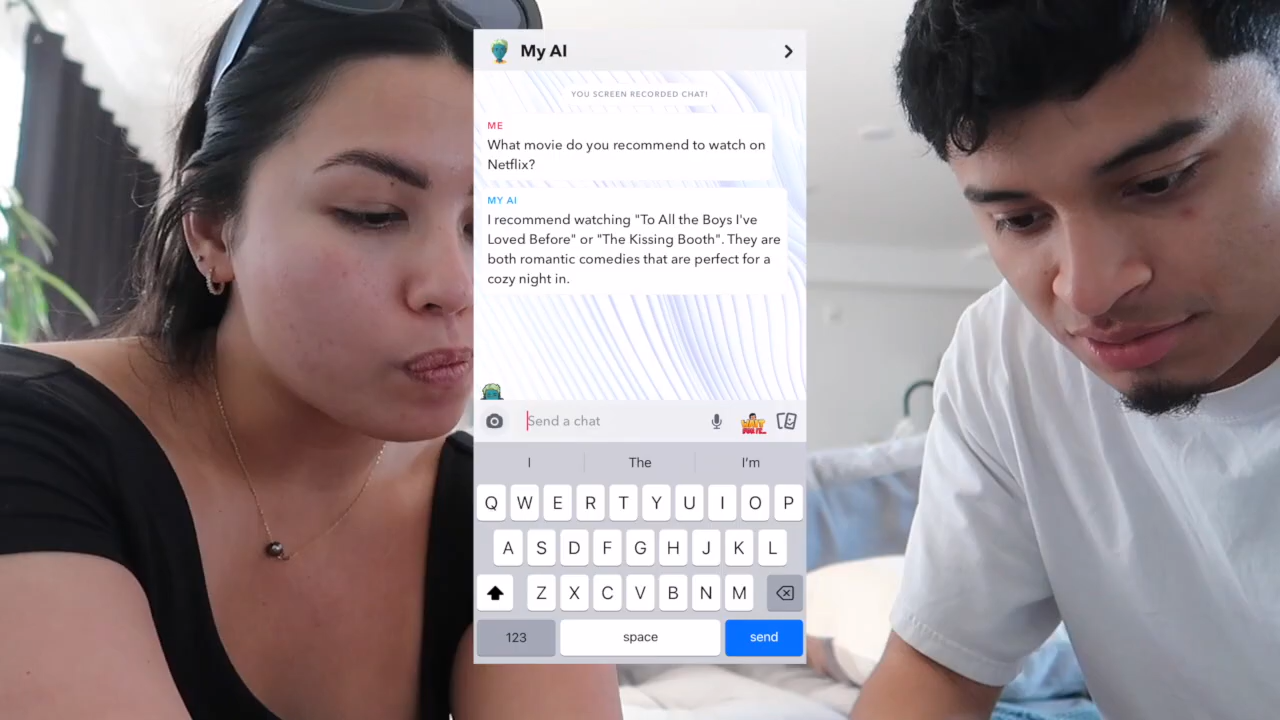 My AI
YOU SCREEN RECORDED CHAT!
ME
What movie do you recommend to watch on
Netflix?
MY AI
I recommend watching "To All the Boys I've
Loved Before" or "The Kissing Booth". They are
both romantic comedies that are perfect for a
cozy night in.
Send a chat
I The I'm
Q W E R T Y U I O P
A S D F G H J K L
Z X C V B N M
123 space send